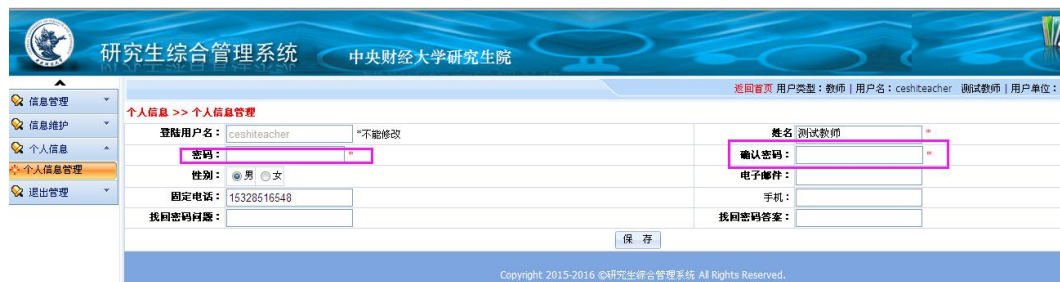 研究生综合管理系统 中央财经大学研究生院
返回首页 用户类型：教师 | 用户名：ceshiteacher 测试教师 | 用户单位：
信息管理
信息维护
个人信息
个人信息管理
退出管理
个人信息 >> 个人信息管理
登陆用户名： ceshiteacher *不能修改 姓名 测试教师 *
密码： * 确认密码： *
性别： 男 女 电子邮件：
固定电话： 15328516548 手机：
找回密码问题： 找回密码答案：
保 存
Copyright 2015-2016 ©研究生综合管理系统 All Rights Reserved.